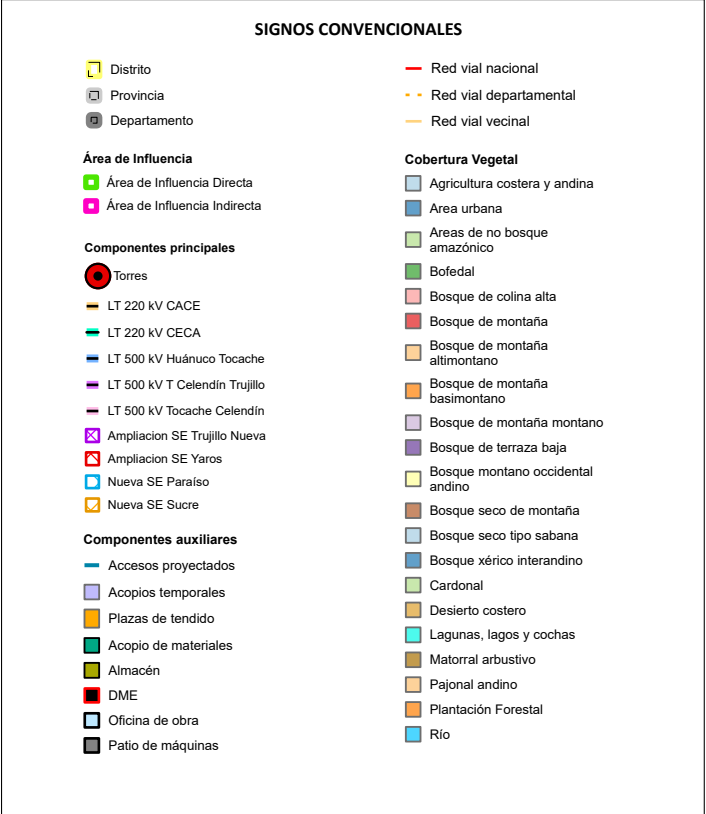 SIGNOS CONVENCIONALES
Distrito
Provincia
Departamento
Área de Influencia
Área de Influencia Directa
Área de Influencia Indirecta
Componentes principales
Torres
LT 220 kV CACE
LT 220 kV CECA
LT 500 kV Huánuco Tocache
LT 500 kV T Celendín Trujillo
LT 500 kV Tocache Celendín
Ampliacion SE Trujillo Nueva
Ampliacion SE Yaros
Nueva SE Paraíso
Nueva SE Sucre
Componentes auxiliares
Accesos proyectados
Acopios temporales
Plazas de tendido
Acopio de materiales
Almacén
DME
Oficina de obra
Patio de máquinas
Red vial nacional
Red vial departamental
Red vial vecinal
Cobertura Vegetal
Agricultura costera y andina
Area urbana
Areas de no bosque
amazónico
Bofedal
Bosque de colina alta
Bosque de montaña
Bosque de montaña
altimontano
Bosque de montaña
basimontano
Bosque de montaña montano
Bosque de terraza baja
Bosque montano occidental
andino
Bosque seco de montaña
Bosque seco tipo sabana
Bosque xérico interandino
Cardonal
Desierto costero
Lagunas, lagos y cochas
Matorral arbustivo
Pajonal andino
Plantación Forestal
Río